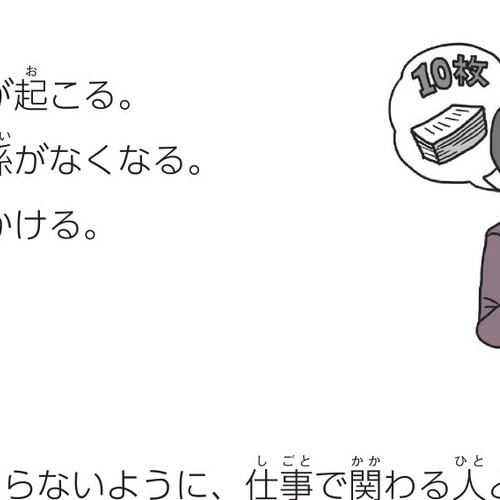 が起こる。
係がなくなる。
かける。
10枚
らないように、仕事で関わる人